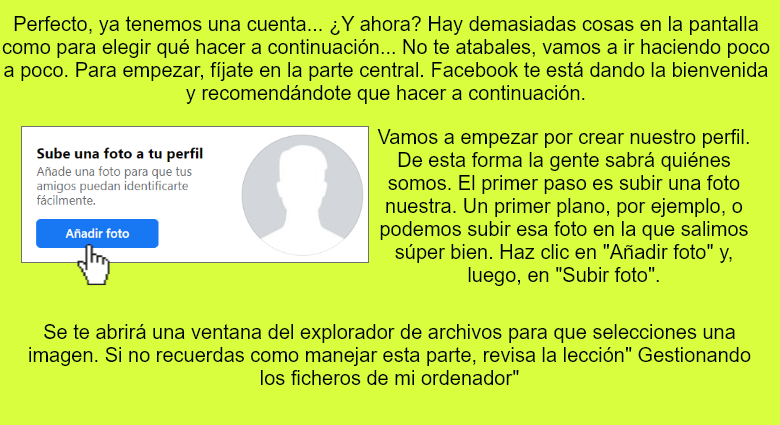 Perfecto, ya tenemos una cuenta... ¿Y ahora? Hay demasiadas cosas en la pantalla
como para elegir qué hacer a continuación... No te atabales, vamos a ir haciendo poco
a poco. Para empezar, fíjate en la parte central. Facebook te está dando la bienvenida
y recomendándote que hacer a continuación.
Sube una foto a tu perfil
Añade una foto para que tus
amigos puedan identificarte
fácilmente.
Añadir foto
Vamos a empezar por crear nuestro perfil.
De esta forma la gente sabrá quiénes
somos. El primer paso es subir una foto
nuestra. Un primer plano, por ejemplo, o
podemos subir esa foto en la que salimos
súper bien. Haz clic en "Añadir foto" y,
luego, en "Subir foto".
Se te abrirá una ventana del explorador de archivos para que selecciones una
imagen. Si no recuerdas como manejar esta parte, revisa la lección" Gestionando
los ficheros de mi ordenador"